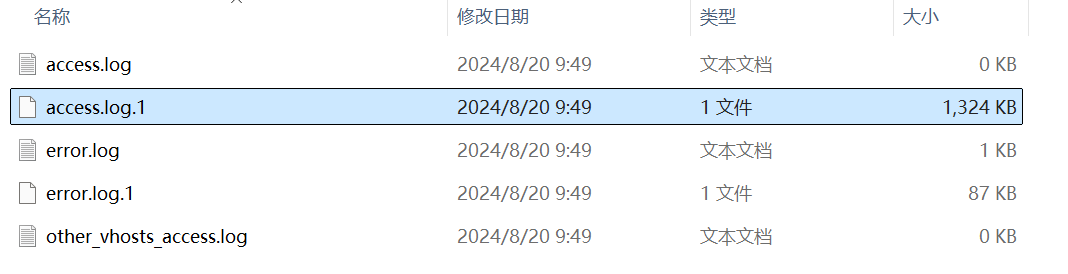 名称 修改日期 类型 大小
access.log 2024/8/20 9:49 文本文档 0 KB
access.log.1 2024/8/20 9:49 1 文件 1,324 KB
error.log 2024/8/20 9:49 文本文档 1 KB
error.log.1 2024/8/20 9:49 1 文件 87 KB
other_vhosts_access.log 2024/8/20 9:49 文本文档 0 KB